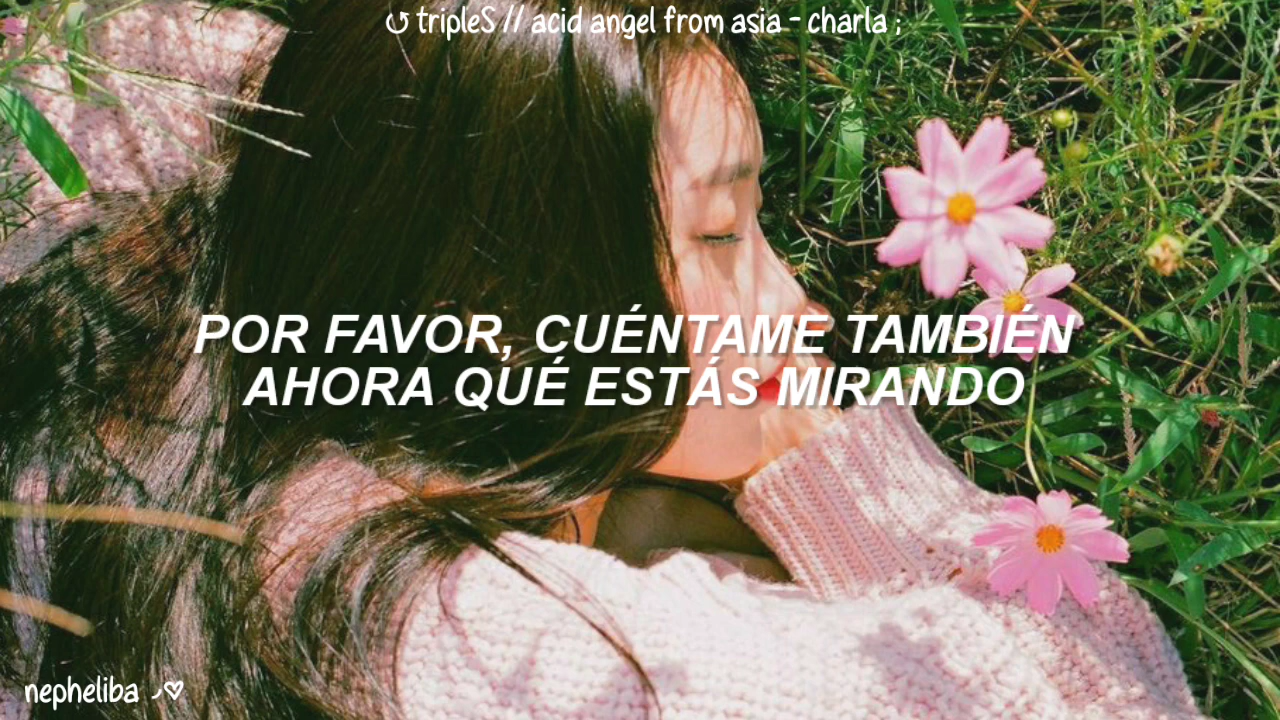 ↺ tripleS // acid angel from asia - charla ;
POR FAVOR, CUÉNTAME TAMBIÉN
AHORA QUÉ ESTÁS MIRANDO
nepheliba